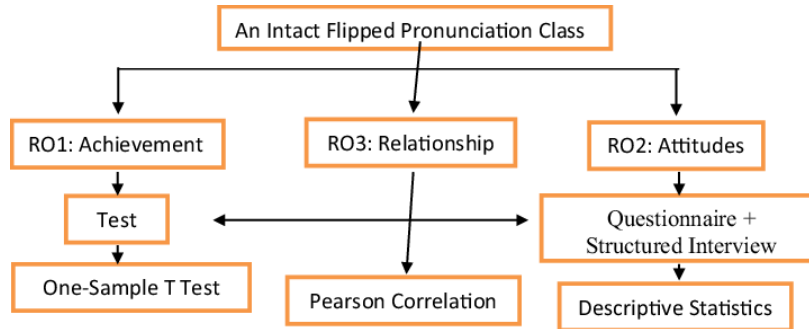 An Intact Flipped Pronunciation Class
RO1: Achievement
RO3: Relationship
RO2: Attitudes
Test
Questionnaire +
Structured Interview
One-Sample T Test
Pearson Correlation
Descriptive Statistics